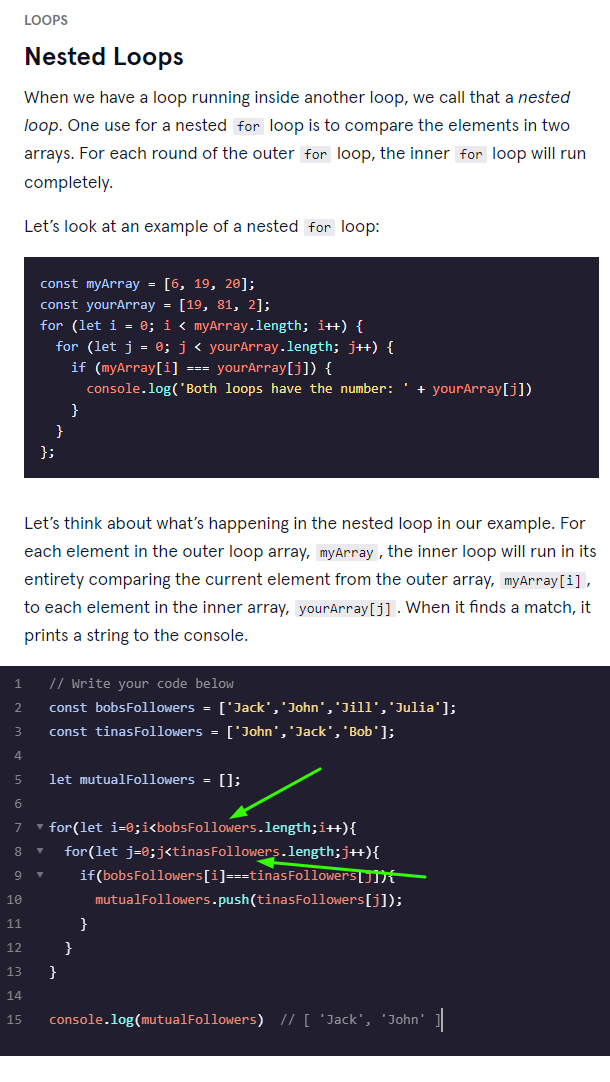 LOOPS
Nested Loops
When we have a loop running inside another loop, we call that a nested
loop. One use for a nested for loop is to compare the elements in two
arrays. For each round of the outer for loop, the inner for loop will run
completely.
Let’s look at an example of a nested for loop:
const myArray = [6, 19, 20];
const yourArray = [19, 81, 2];
for (let i = 0; i < myArray.length; i++) {
  for (let j = 0; j < yourArray.length; j++) {
    if (myArray[i] === yourArray[j]) {
      console.log('Both loops have the number: ' + yourArray[j])
    }
  }
};
Let’s think about what’s happening in the nested loop in our example. For
each element in the outer loop array, myArray , the inner loop will run in its
entirety comparing the current element from the outer array, myArray[i] ,
to each element in the inner array, yourArray[j] . When it finds a match, it
prints a string to the console.
1 // Write your code below
2 const bobsFollowers = ['Jack','John','Jill','Julia'];
3 const tinasFollowers = ['John','Jack','Bob'];
4
5 let mutualFollowers = [];
6
7 for(let i=0;i<bobsFollowers.length;i++){
8   for(let j=0;j<tinasFollowers.length;j++){
9     if(bobsFollowers[i]===tinasFollowers[j]){
10       mutualFollowers.push(tinasFollowers[j]);
11     }
12   }
13 }
14
15 console.log(mutualFollowers)  // [ 'Jack', 'John' ]